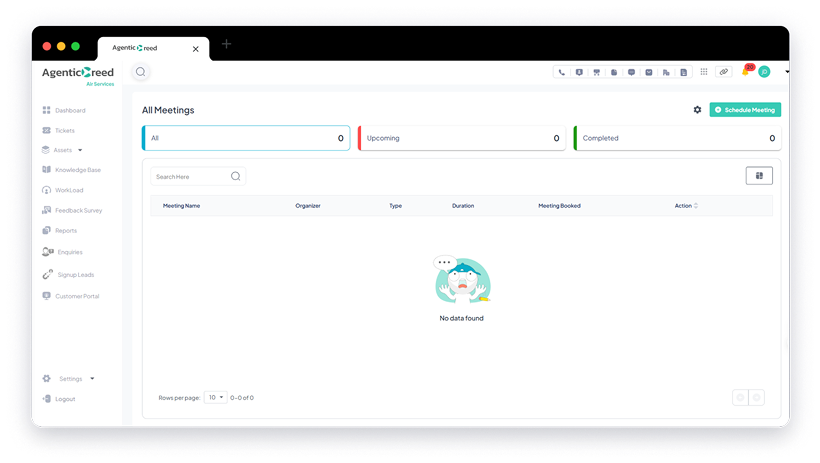 Agentic reed
Agentic reed
AII Services
Dashboard
Tickets
Assets
Knowledge Base
WorkLoad
Feedback Survey
Reports
Enquiries
Signup Leads
Customer Portal
Settings
Logout
All Meetings
Schedule Meeting
All 0
Upcoming 0
Completed 0
Search Here
Meeting Name Organizer Type Duration Meeting Booked Action
No data found
Rows per page: 10 0-0 of 0